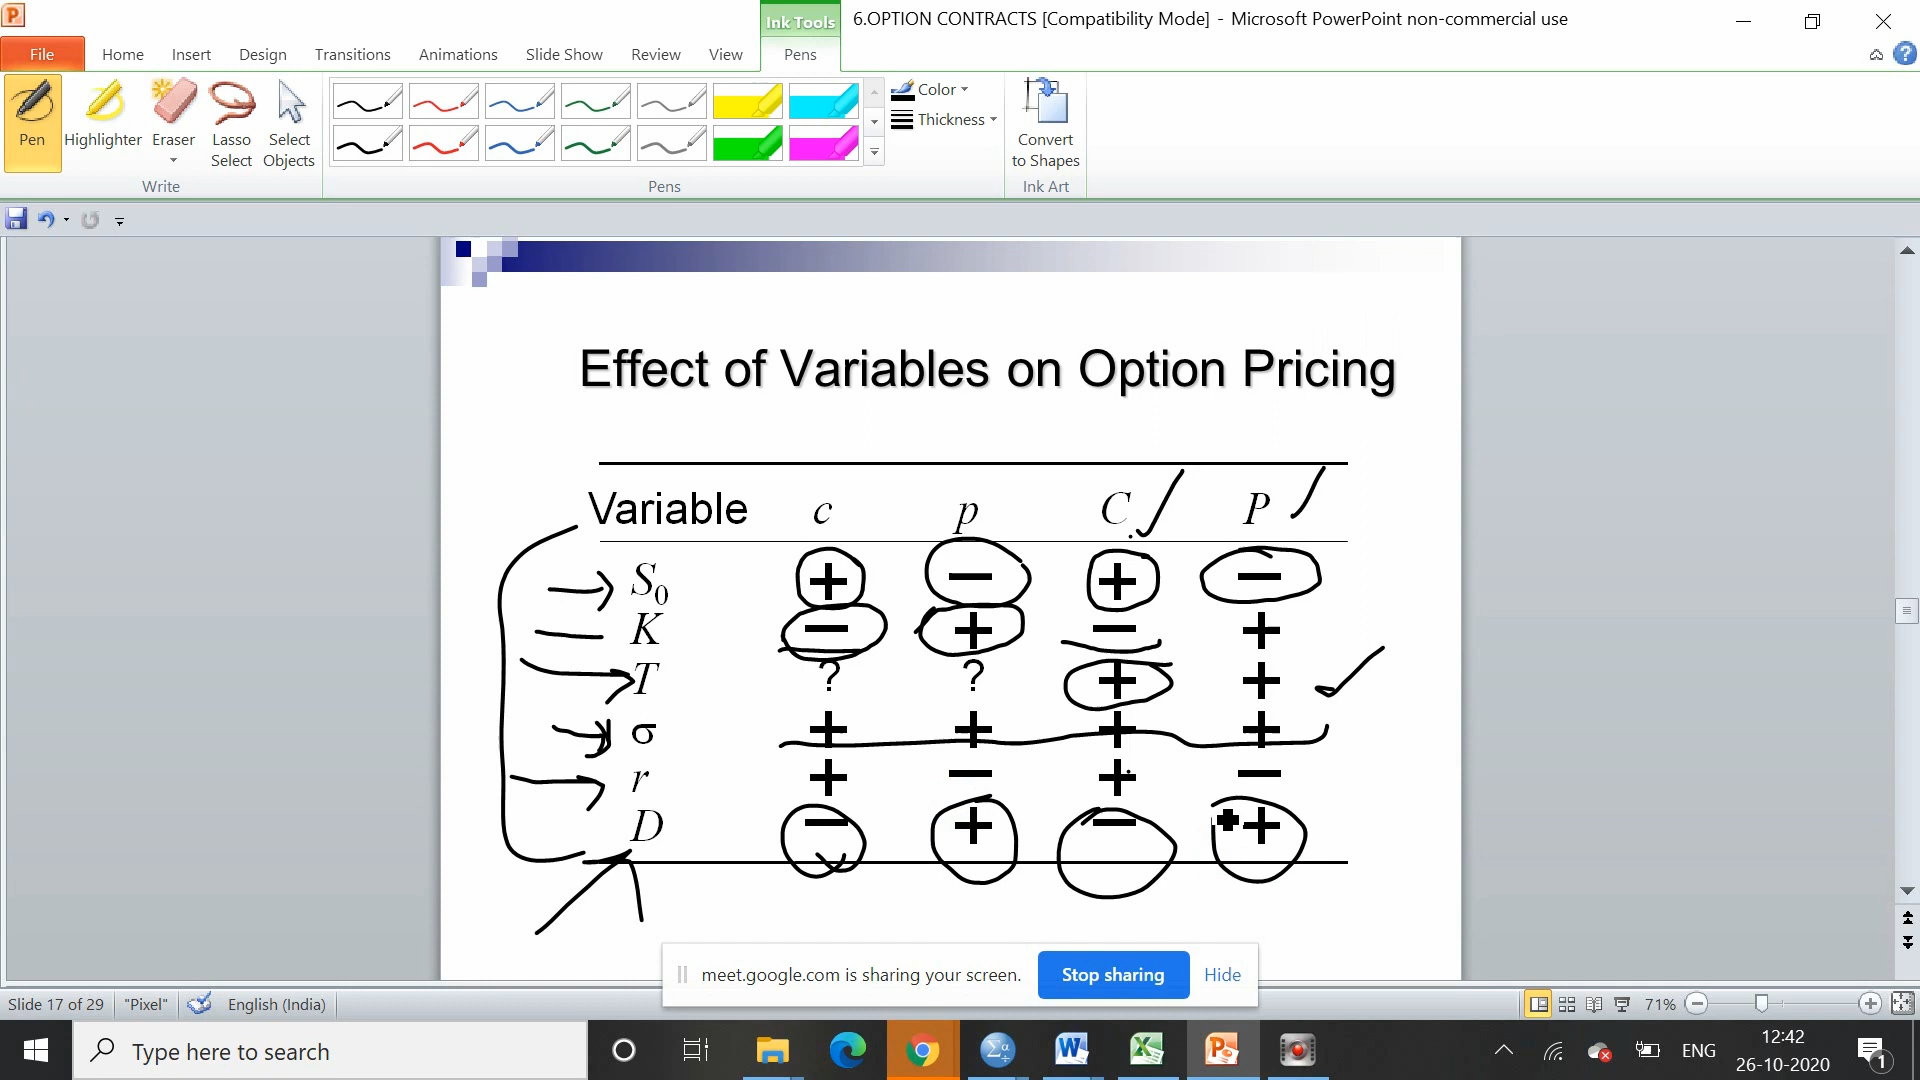 Ink Tools
6.OPTION CONTRACTS [Compatibility Mode] - Microsoft PowerPoint non-commercial use
File Home Insert Design Transitions Animations Slide Show Review View Pens
Pen Highlighter Eraser Lasso Select Select Objects
Color
Thickness
Convert to Shapes
Write Pens Ink Art
Effect of Variables on Option Pricing
Variable c p C P
S0 + − + −
K − + − +
T ? ? + +
σ + + + +
r + − + −
D − + − +
meet.google.com is sharing your screen. Stop sharing Hide
Slide 17 of 29 "Pixel" English (India) 71%
Type here to search
ENG
12:42
26-10-2020
1